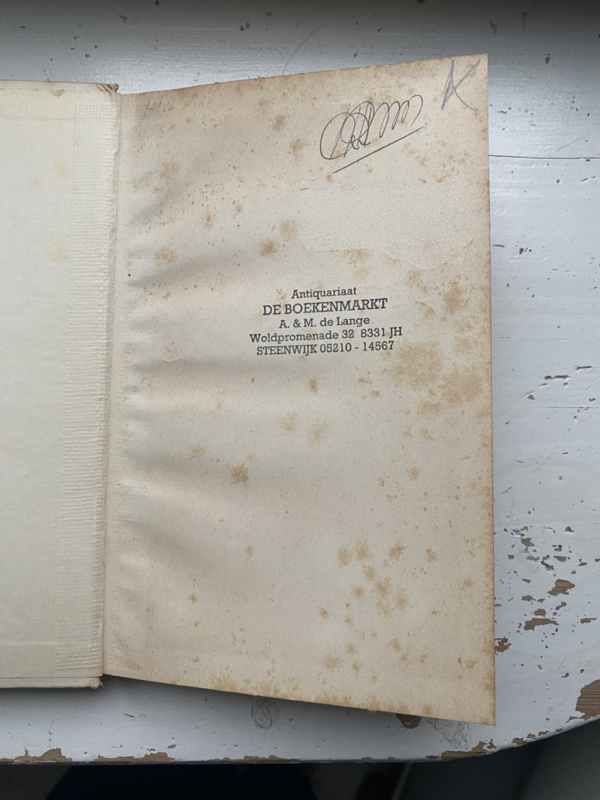 Antiquariaat
DE BOEKENMARKT
A. & M. de Lange
Woldpromenade 32 8331 JH
STEENWIJK 05210 - 14567